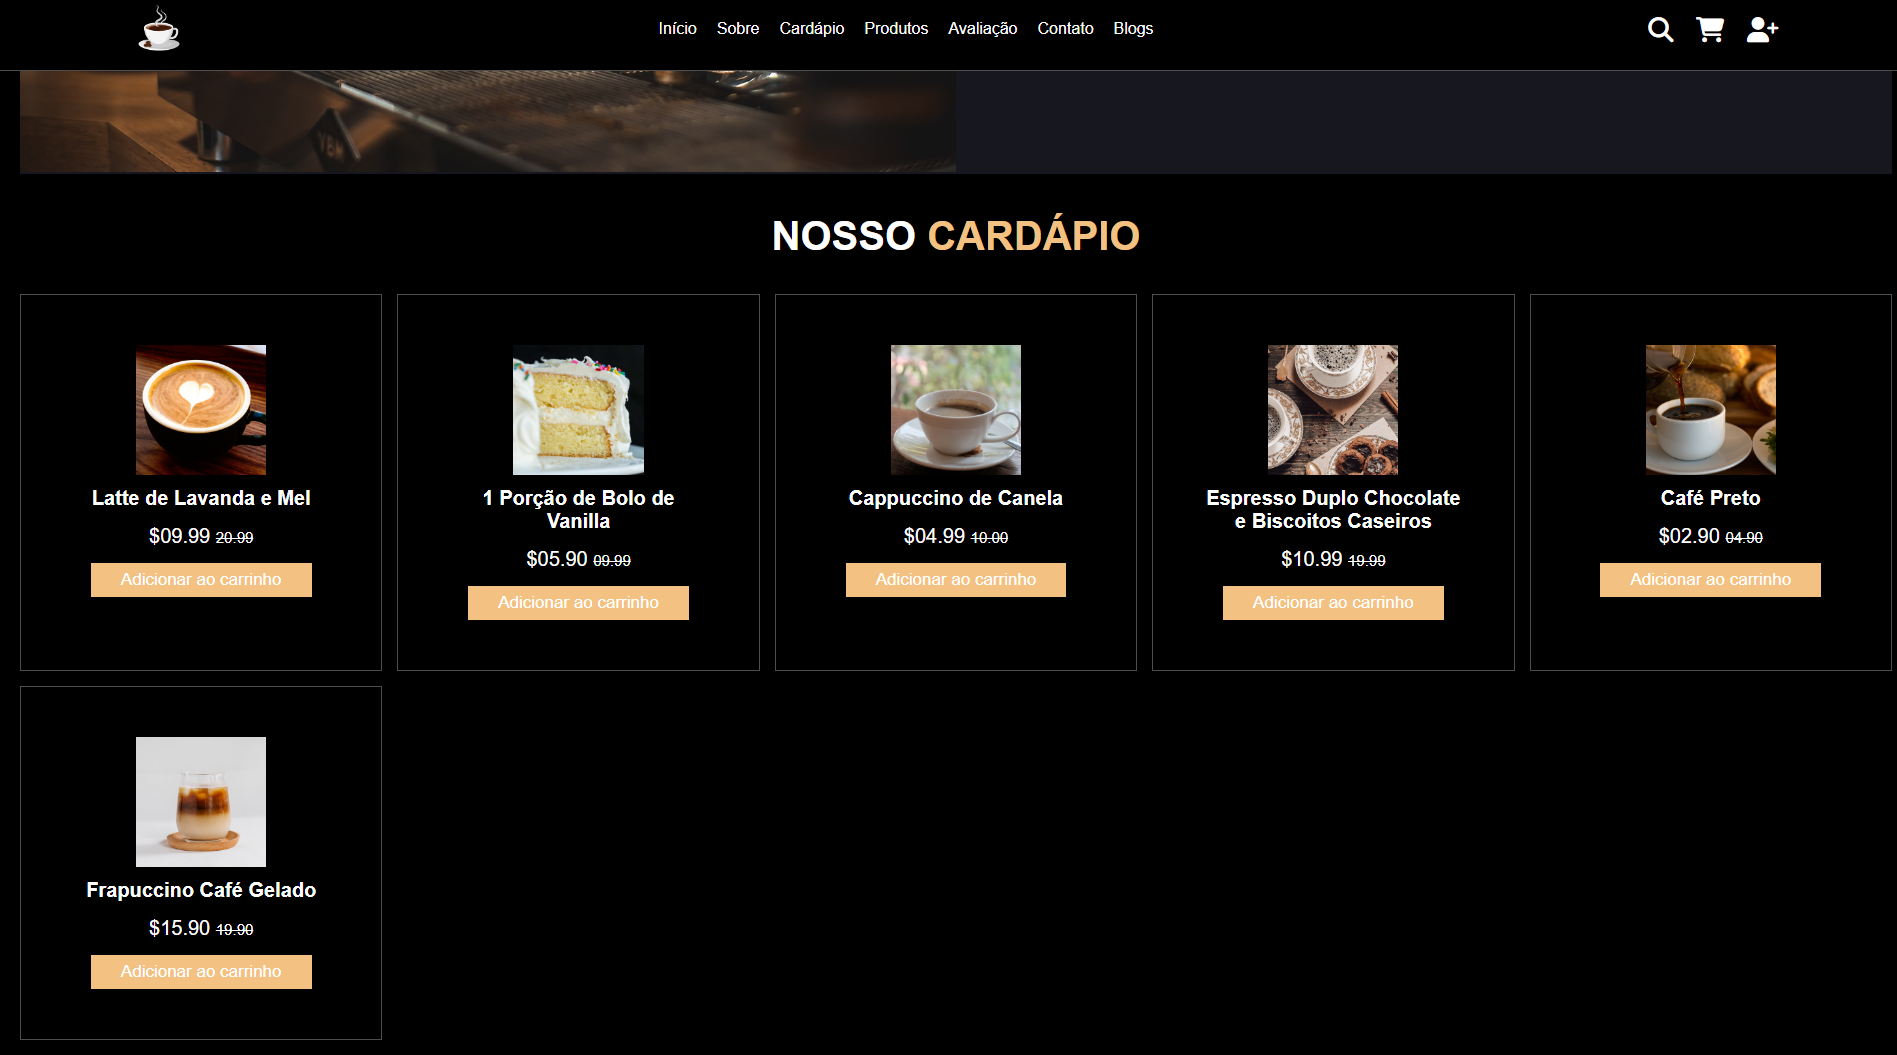 Início Sobre Cardápio Produtos Avaliação Contato Blogs
NOSSO CARDÁPIO
Latte de Lavanda e Mel
$09.99 20.99
Adicionar ao carrinho
1 Porção de Bolo de
Vanilla
$05.90 09.99
Adicionar ao carrinho
Cappuccino de Canela
$04.99 10.00
Adicionar ao carrinho
Espresso Duplo Chocolate
e Biscoitos Caseiros
$10.99 19.99
Adicionar ao carrinho
Café Preto
$02.90 04.90
Adicionar ao carrinho
Frapuccino Café Gelado
$15.90 19.90
Adicionar ao carrinho